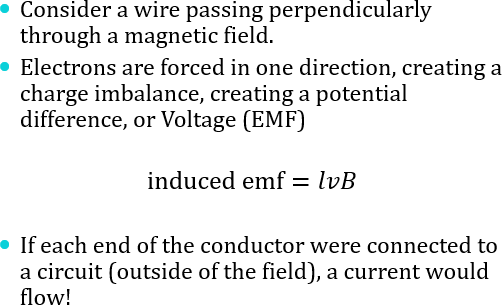 • Consider a wire passing perpendicularly
through a magnetic field.
• Electrons are forced in one direction, creating a
charge imbalance, creating a potential
difference, or Voltage (EMF)
induced emf = lvB
• If each end of the conductor were connected to
a circuit (outside of the field), a current would
flow!